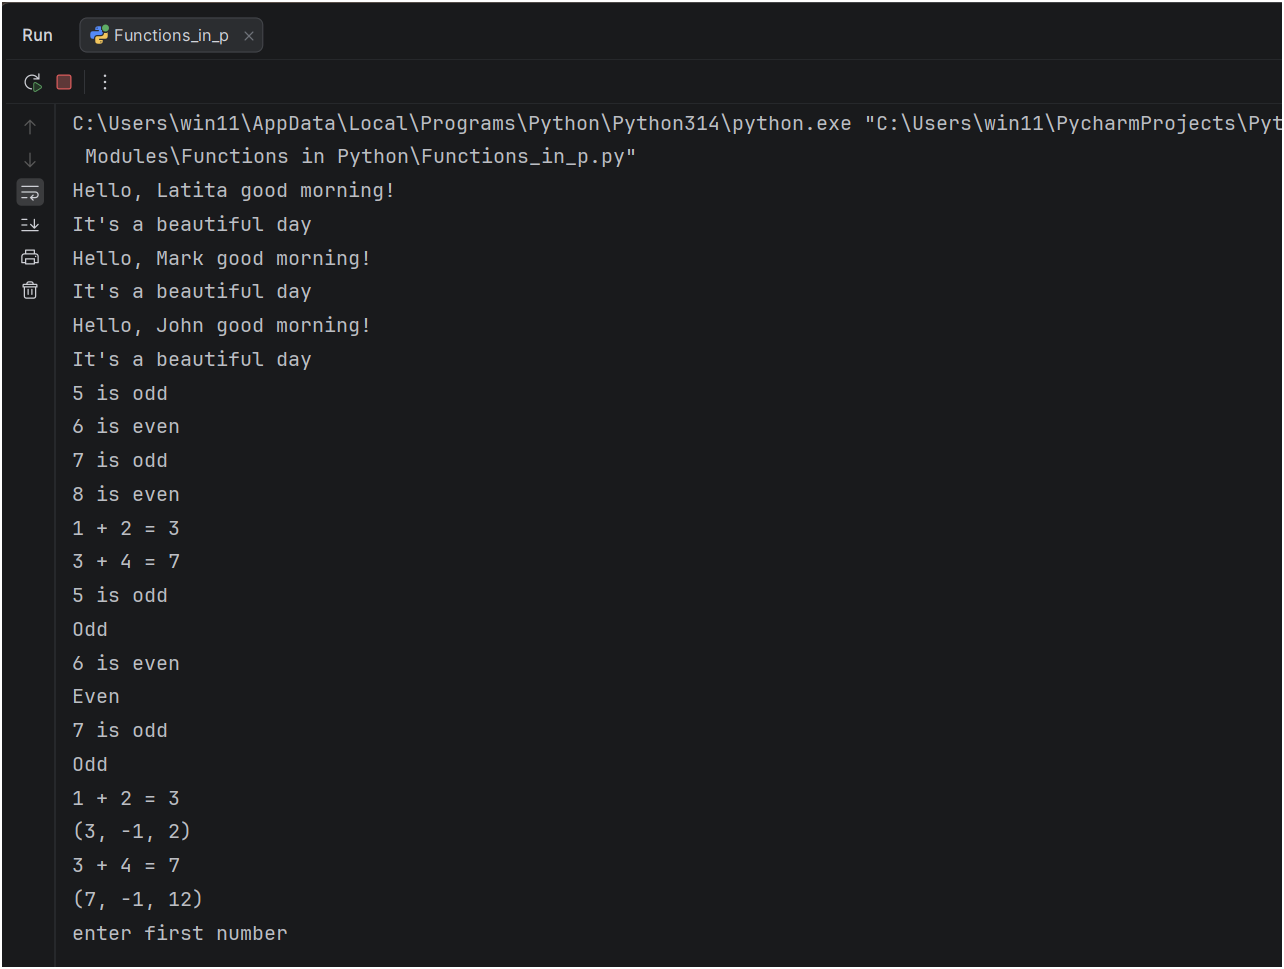 Run Functions_in_p
C:\Users\win11\AppData\Local\Programs\Python\Python314\python.exe "C:\Users\win11\PycharmProjects\Pyt
Modules\Functions in Python\Functions_in_p.py"
Hello, Latita good morning!
It's a beautiful day
Hello, Mark good morning!
It's a beautiful day
Hello, John good morning!
It's a beautiful day
5 is odd
6 is even
7 is odd
8 is even
1 + 2 = 3
3 + 4 = 7
5 is odd
Odd
6 is even
Even
7 is odd
Odd
1 + 2 = 3
(3, -1, 2)
3 + 4 = 7
(7, -1, 12)
enter first number